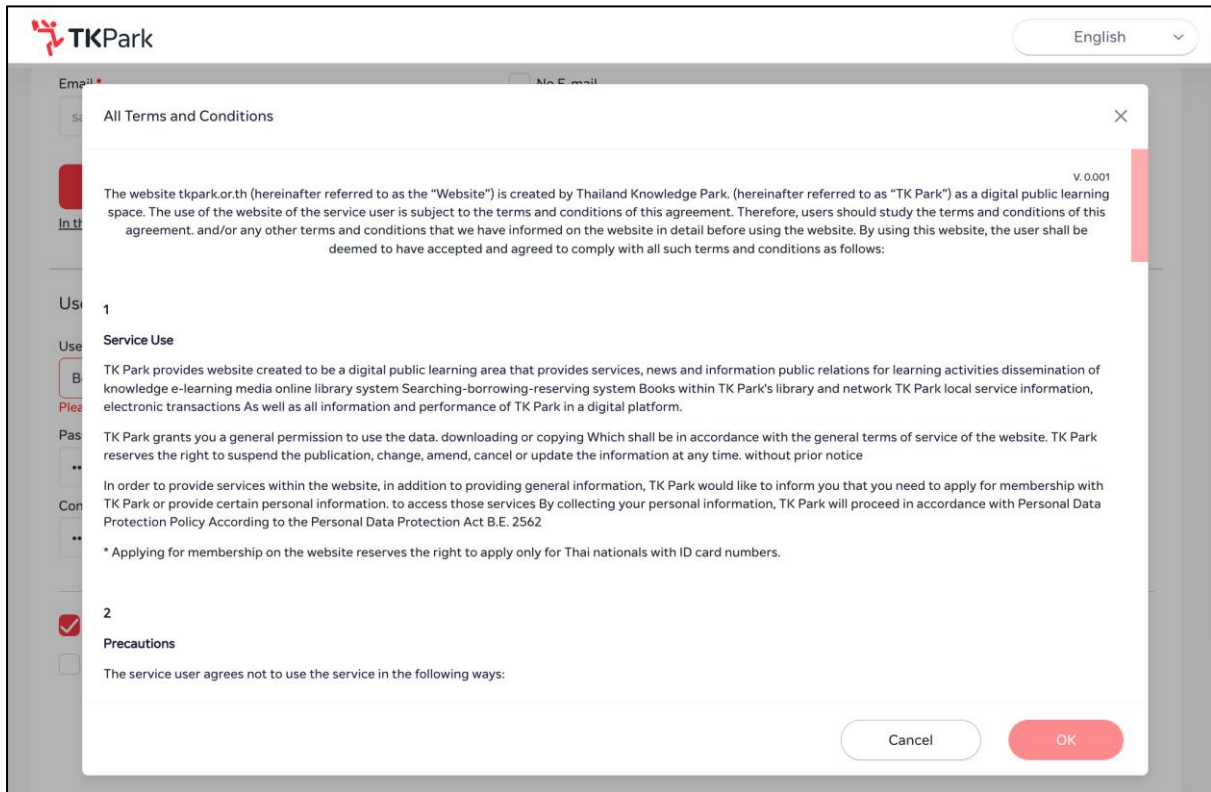 TKPark
English
Email *
No E-mail
All Terms and Conditions
V. 0.001
The website tkpark.or.th (hereinafter referred to as the “Website”) is created by Thailand Knowledge Park. (hereinafter referred to as “TK Park”) as a digital public learning
space. The use of the website of the service user is subject to the terms and conditions of this agreement. Therefore, users should study the terms and conditions of this
agreement. and/or any other terms and conditions that we have informed on the website in detail before using the website. By using this website, the user shall be
deemed to have accepted and agreed to comply with all such terms and conditions as follows:
1
Service Use
TK Park provides website created to be a digital public learning area that provides services, news and information public relations for learning activities dissemination of
knowledge e-learning media online library system Searching-borrowing-reserving system Books within TK Park's library and network TK Park local service information,
electronic transactions As well as all information and performance of TK Park in a digital platform.
TK Park grants you a general permission to use the data. downloading or copying Which shall be in accordance with the general terms of service of the website. TK Park
reserves the right to suspend the publication, change, amend, cancel or update the information at any time. without prior notice
In order to provide services within the website, in addition to providing general information, TK Park would like to inform you that you need to apply for membership with
TK Park or provide certain personal information. to access those services By collecting your personal information, TK Park will proceed in accordance with Personal Data
Protection Policy According to the Personal Data Protection Act B.E. 2562
* Applying for membership on the website reserves the right to apply only for Thai nationals with ID card numbers.
2
Precautions
The service user agrees not to use the service in the following ways:
Cancel
OK